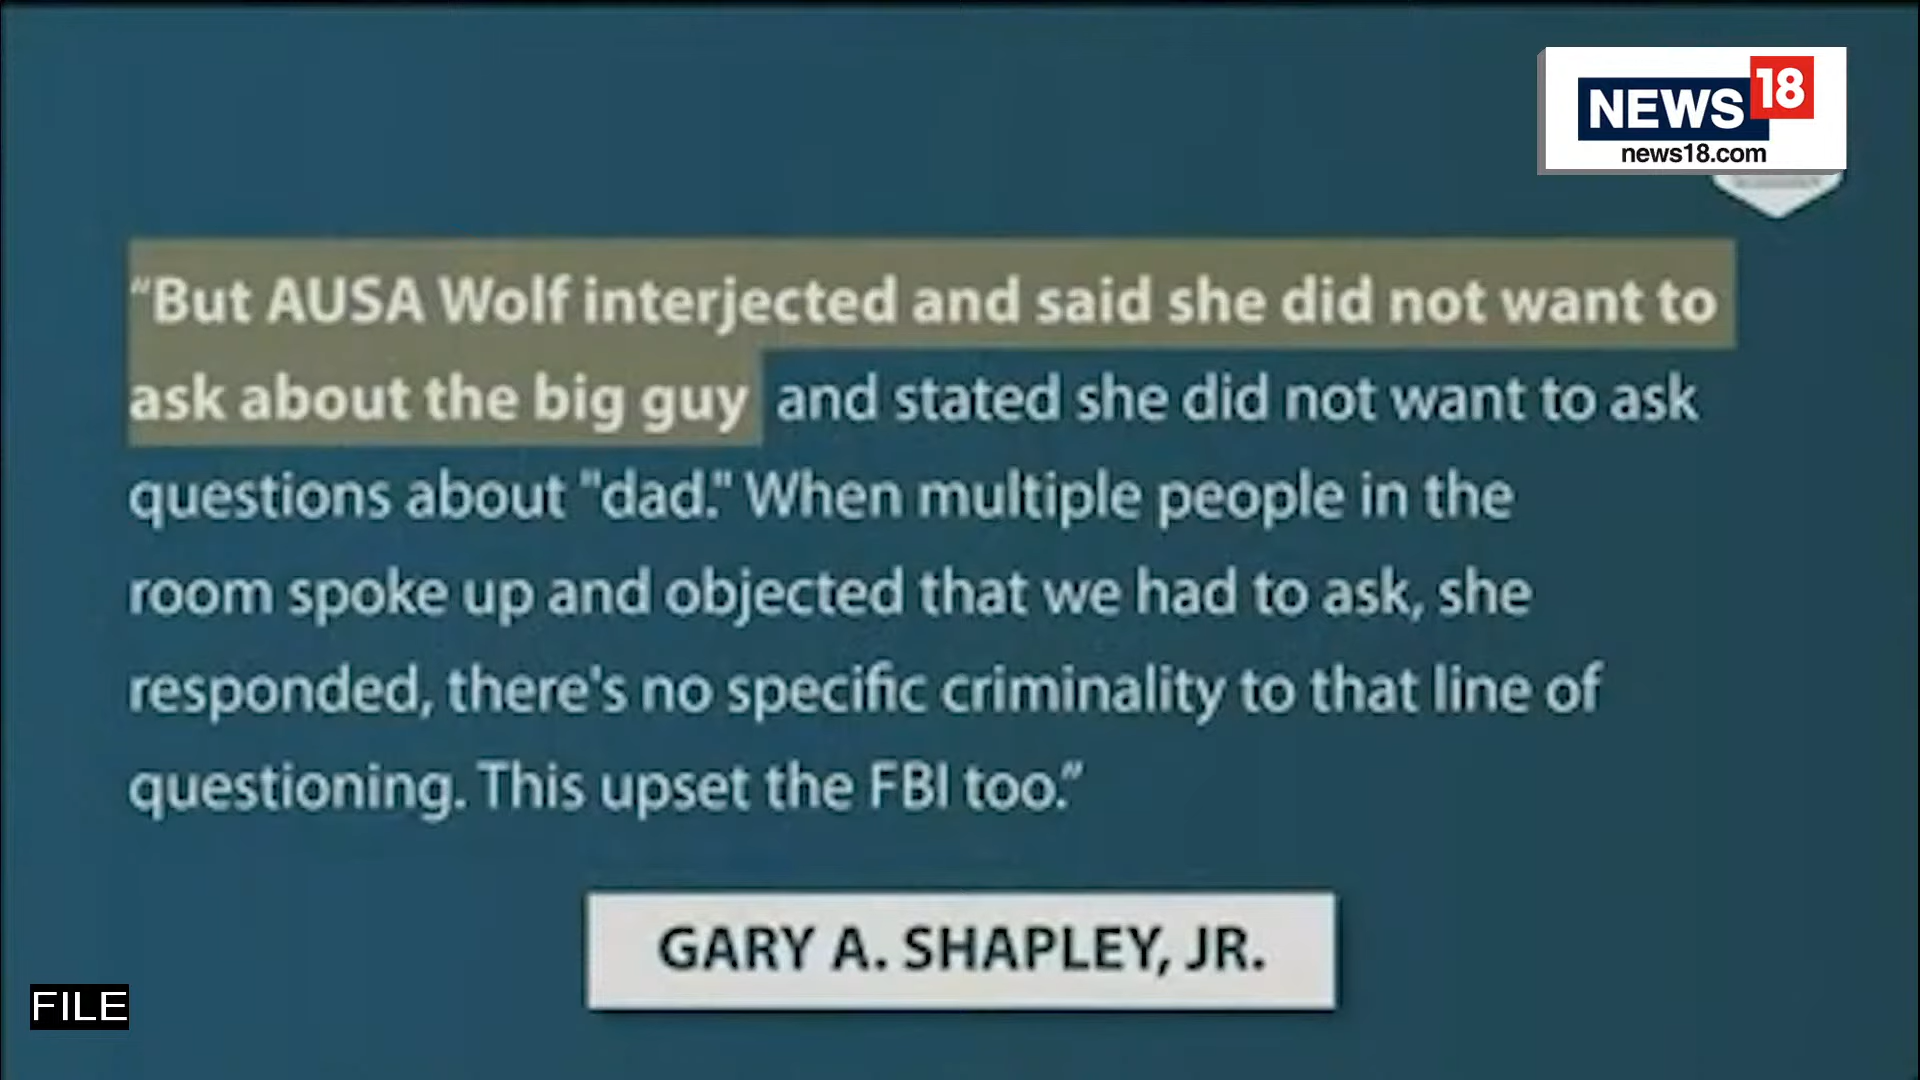 NEWS 18
news18.com
“But AUSA Wolf interjected and said she did not want to
ask about the big guy and stated she did not want to ask
questions about "dad." When multiple people in the
room spoke up and objected that we had to ask, she
responded, there's no specific criminality to that line of
questioning. This upset the FBI too.”
GARY A. SHAPLEY, JR.
FILE